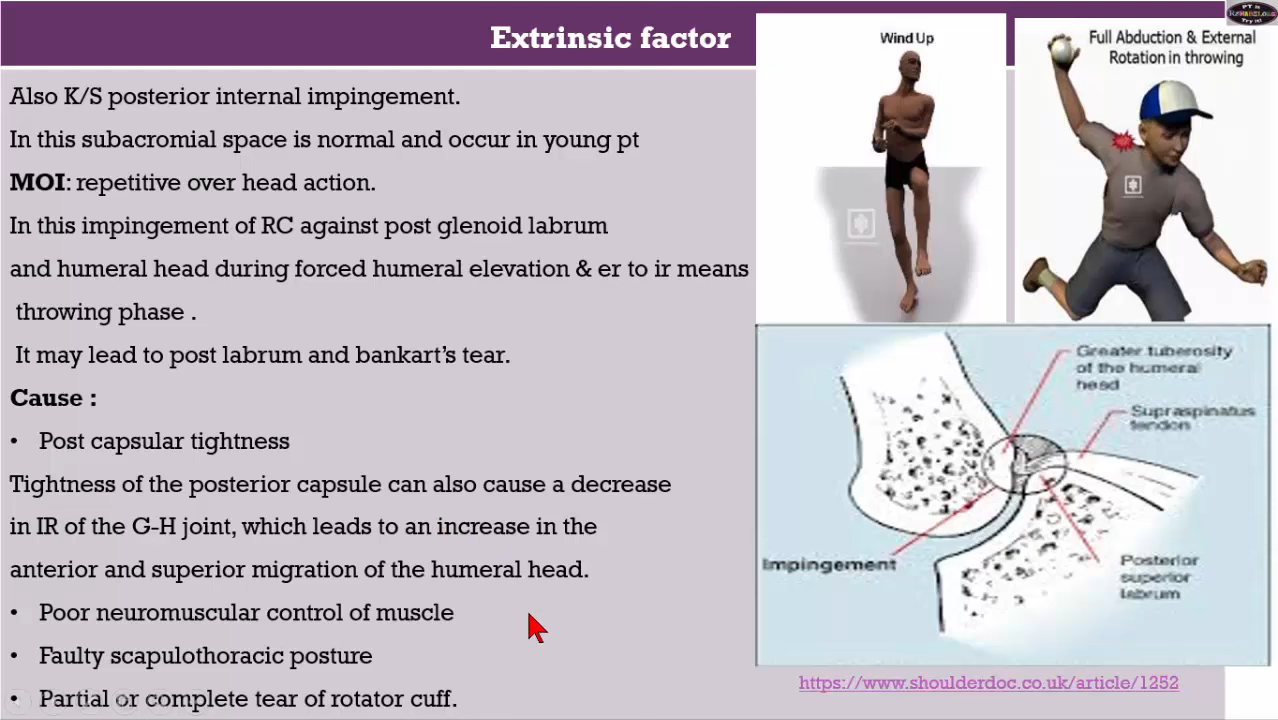 Extrinsic factor
Also K/S posterior internal impingement.
In this subacromial space is normal and occur in young pt
MOI: repetitive over head action.
In this impingement of RC against post glenoid labrum
and humeral head during forced humeral elevation & er to ir means
throwing phase .
It may lead to post labrum and bankart's tear.
Cause :
• Post capsular tightness
Tightness of the posterior capsule can also cause a decrease
in IR of the G-H joint, which leads to an increase in the
anterior and superior migration of the humeral head.
• Poor neuromuscular control of muscle
• Faulty scapulothoracic posture
• Partial or complete tear of rotator cuff.
Wind Up
Full Abduction & External
Rotation in throwing
Greater tuberosity
of the humeral
head
Supraspinatus
tendon
Impingement
Posterior
superior
labrum
https://www.shoulderdoc.co.uk/article/1252